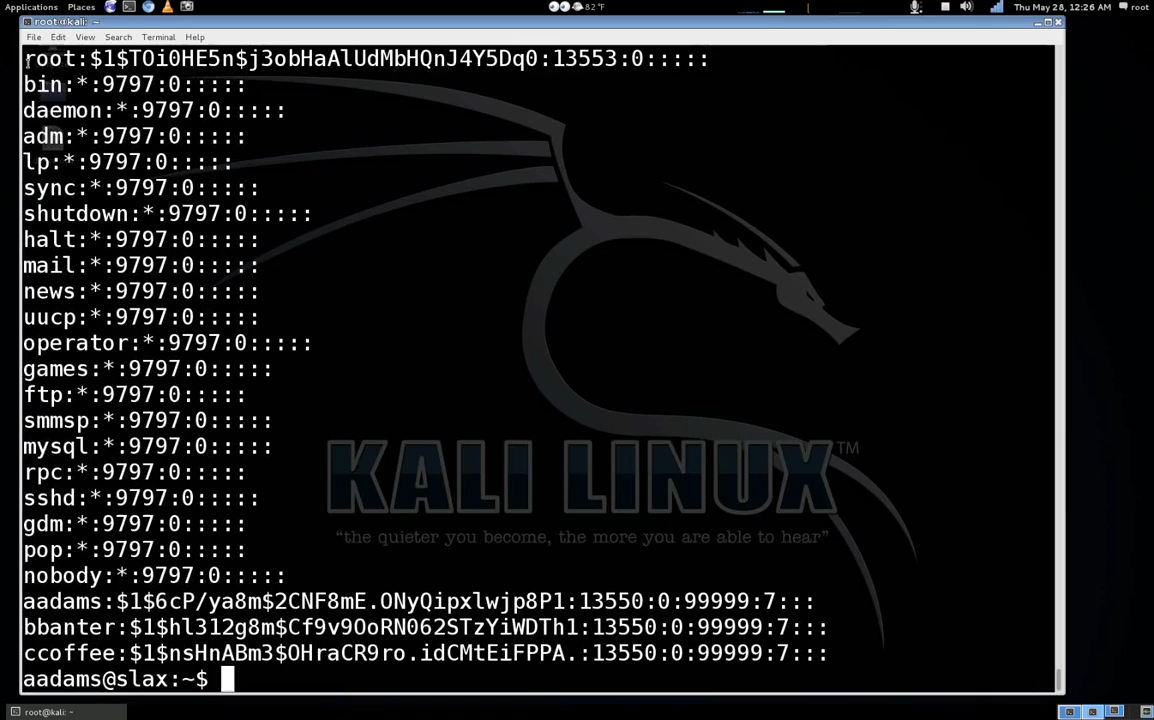 Applications Places 82 °F Thu May 28, 12:26 AM root
root@kali: ~
File Edit View Search Terminal Help
root:$1$TOi0HE5n$j3obHaAlUdMbHQnJ4Y5Dq0:13553:0:::::
bin:*:9797:0:::::
daemon:*:9797:0:::::
adm:*:9797:0:::::
lp:*:9797:0:::::
sync:*:9797:0:::::
shutdown:*:9797:0:::::
halt:*:9797:0:::::
mail:*:9797:0:::::
news:*:9797:0:::::
uucp:*:9797:0:::::
operator:*:9797:0:::::
games:*:9797:0:::::
ftp:*:9797:0:::::
smmsp:*:9797:0:::::
mysql:*:9797:0:::::
rpc:*:9797:0:::::
sshd:*:9797:0:::::
gdm:*:9797:0:::::
pop:*:9797:0:::::
nobody:*:9797:0:::::
aadams:$1$6cP/ya8m$2CNF8mE.ONyQipxlwjp8P1:13550:0:99999:7:::
bbanter:$1$hl312g8m$Cf9v9OoRN062STzYiWDTh1:13550:0:99999:7:::
ccoffee:$1$nsHnABm3$OHraCR9ro.idCMtEiFPPA.:13550:0:99999:7:::
aadams@slax:~$
KALI LINUX™
“the quieter you become, the more you are able to hear”
root@kali: ~